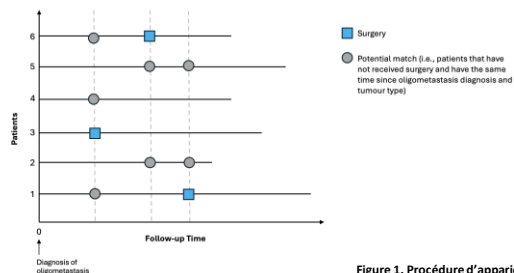 6
5
4
3
2
1
0
Patients
Follow-up Time
Diagnosis of
oligometastasis
Surgery
Potential match (i.e., patients that have
not received surgery and have the same
time since oligometastasis diagnosis and
tumour type)
Figure 1. Procédure d'appari